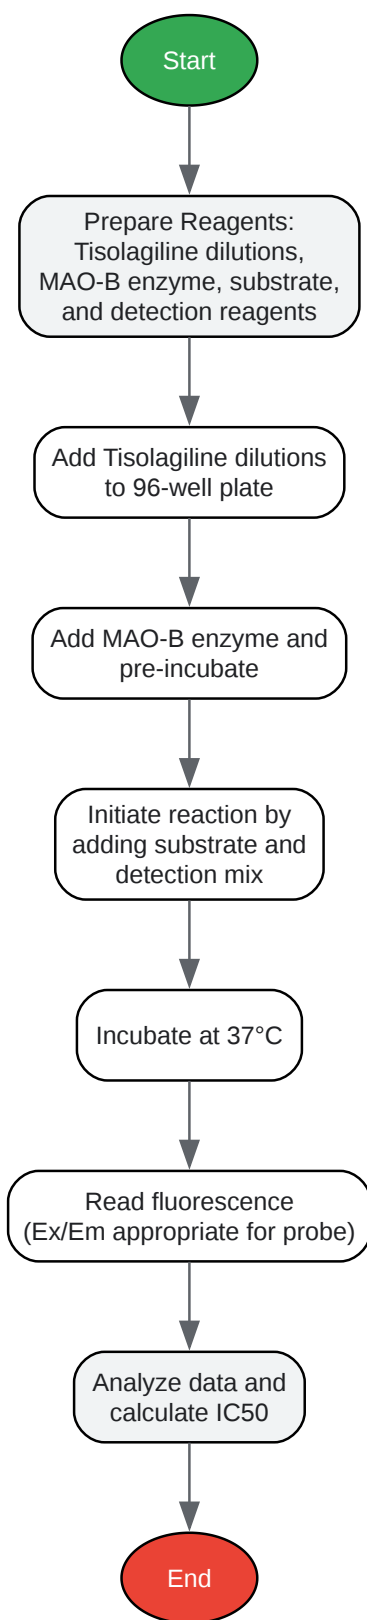 Start
Prepare Reagents:
Tisolagiline dilutions,
MAO-B enzyme, substrate,
and detection reagents
Add Tisolagiline dilutions
to 96-well plate
Add MAO-B enzyme and
pre-incubate
Initiate reaction by
adding substrate and
detection mix
Incubate at 37°C
Read fluorescence
(Ex/Em appropriate for probe)
Analyze data and
calculate IC50
End